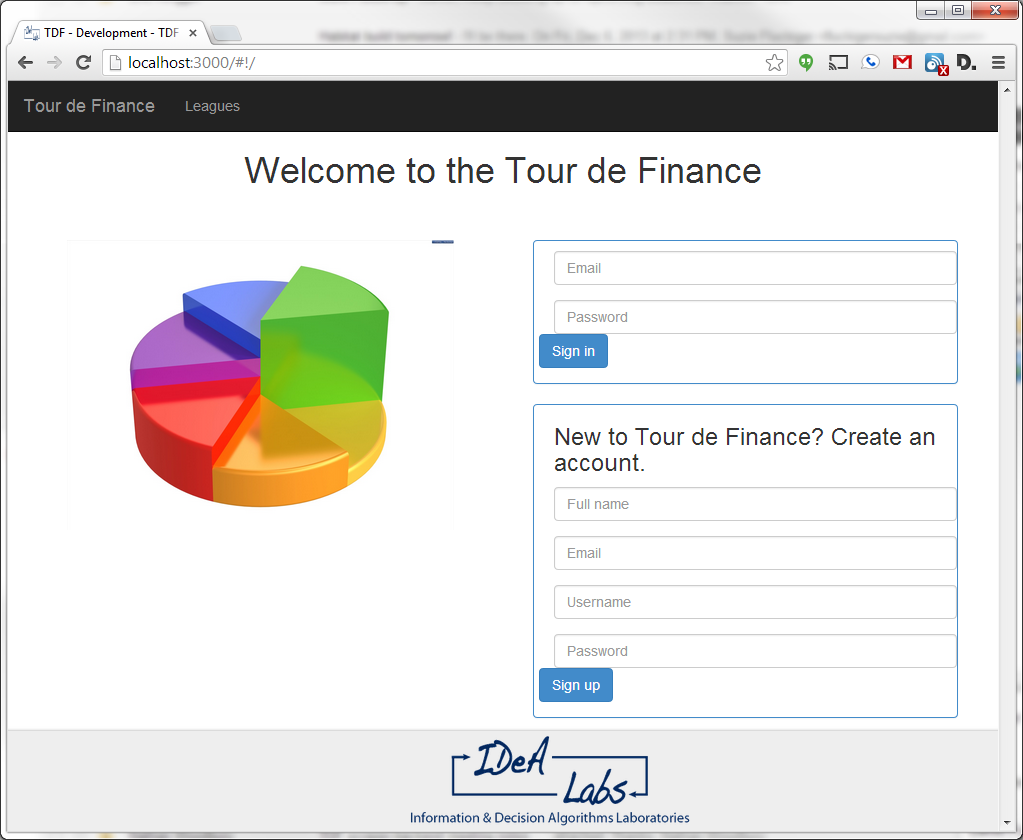 TDF - Development - TDF
localhost:3000/#!/
D.
Tour de Finance
Leagues
Welcome to the Tour de Finance
Email
Password
Sign in
New to Tour de Finance? Create an
account.
Full name
Email
Username
Password
Sign up
IDeA
Labs
Information & Decision Algorithms Laboratories